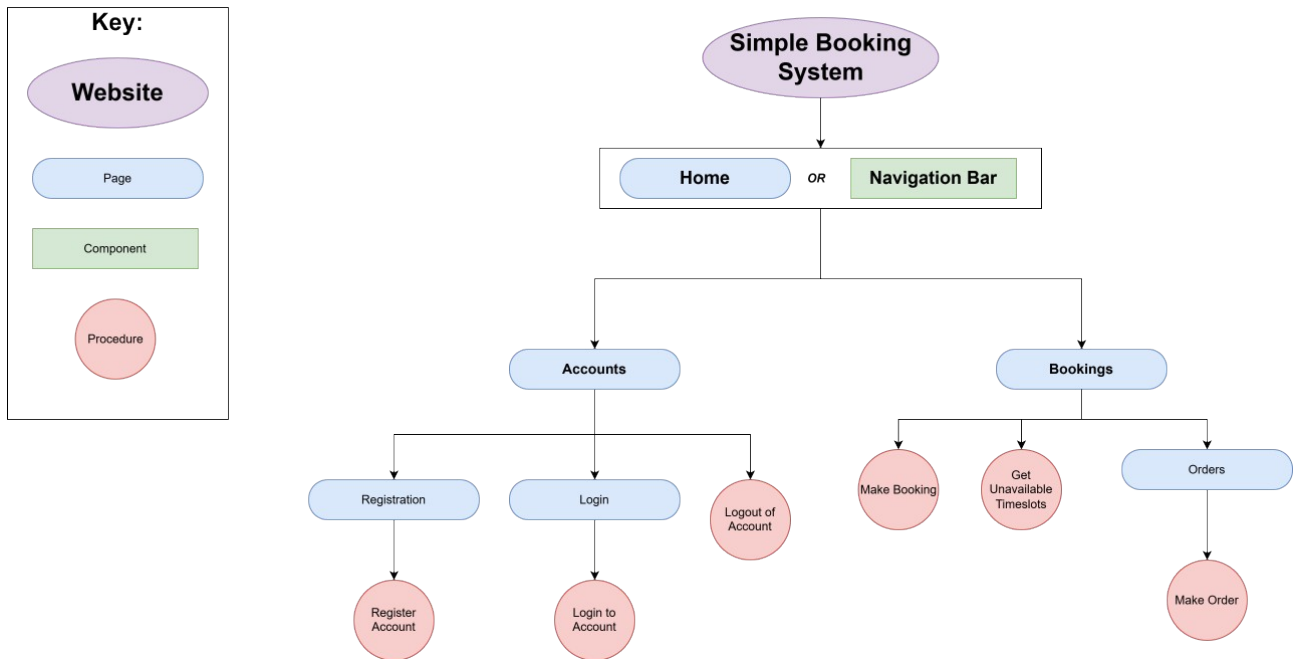 Key:
Website
Page
Component
Procedure
Simple Booking
System
Home
OR
Navigation Bar
Accounts
Bookings
Registration
Login
Logout of
Account
Make Booking
Get
Unavailable
Timeslots
Orders
Register
Account
Login to
Account
Make Order